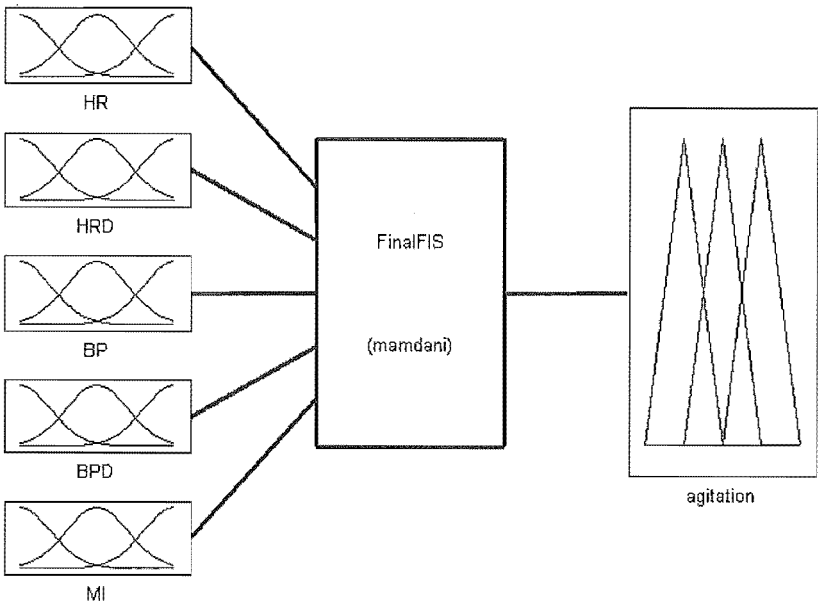 HR
HRD
BP
BPD
MI
FinalFIS
(mamdani)
agitation